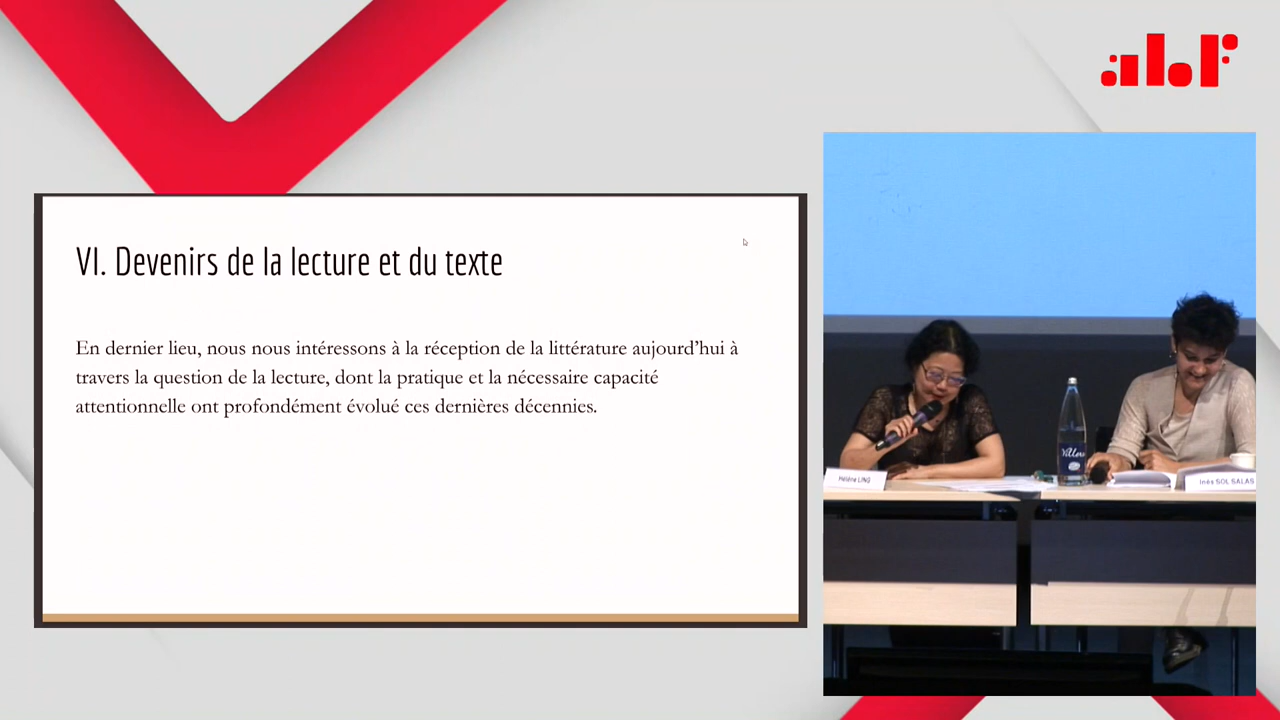 abf
VI. Devenirs de la lecture et du texte
En dernier lieu, nous nous intéressons à la réception de la littérature aujourd'hui à
travers la question de la lecture, dont la pratique et la nécessaire capacité
attentionnelle ont profondément évolué ces dernières décennies.
Hélène LING
Villers
Inès SOL SALAS